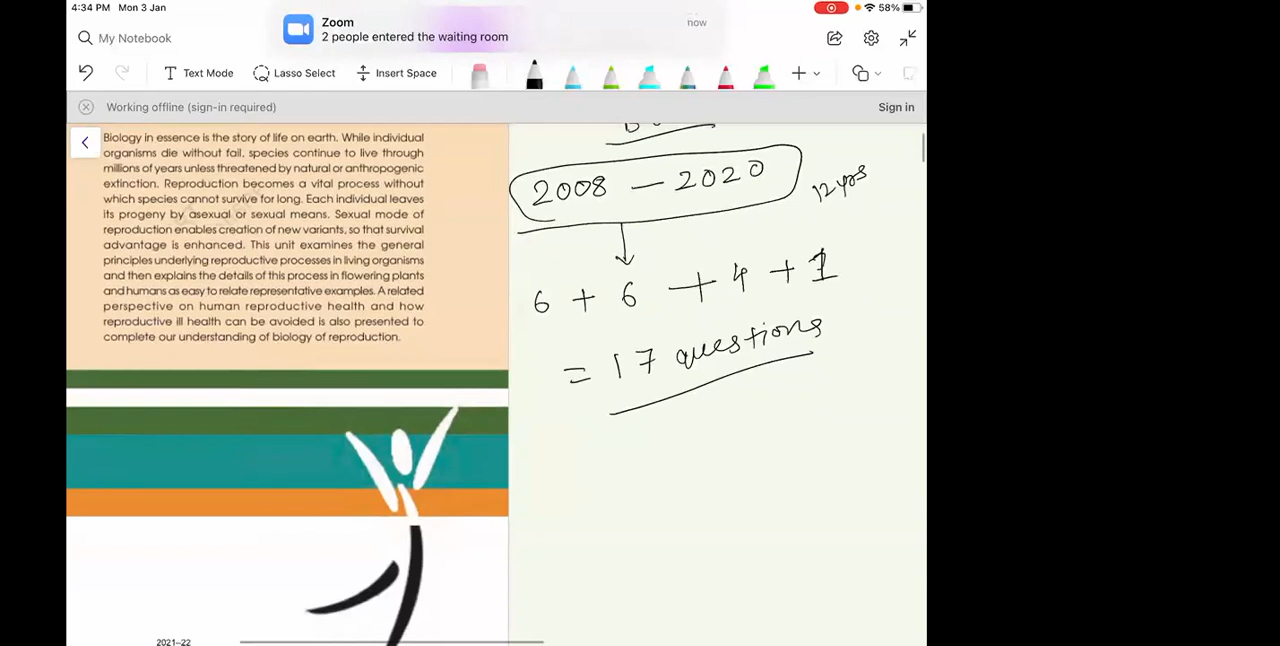 4:34 PM Mon 3 Jan
58%
Zoom
now
2 people entered the waiting room
My Notebook
Text Mode
Lasso Select
Insert Space
Working offline (sign-in required)
Sign in
Biology in essence is the story of life on earth. While individual
organisms die without fail, species continue to live through
millions of years unless threatened by natural or anthropogenic
extinction. Reproduction becomes a vital process without
which species cannot survive for long. Each individual leaves
its progeny by asexual or sexual means. Sexual mode of
reproduction enables creation of new variants, so that survival
advantage is enhanced. This unit examines the general
principles underlying reproductive processes in living organisms
and then explains the details of this process in flowering plants
and humans as easy to relate representative examples. A related
perspective on human reproductive health and how
reproductive ill health can be avoided is also presented to
complete our understanding of biology of reproduction.
2021–22
2008 — 2020
12 yrs
6 + 6 + 4 + 1
= 17 questions